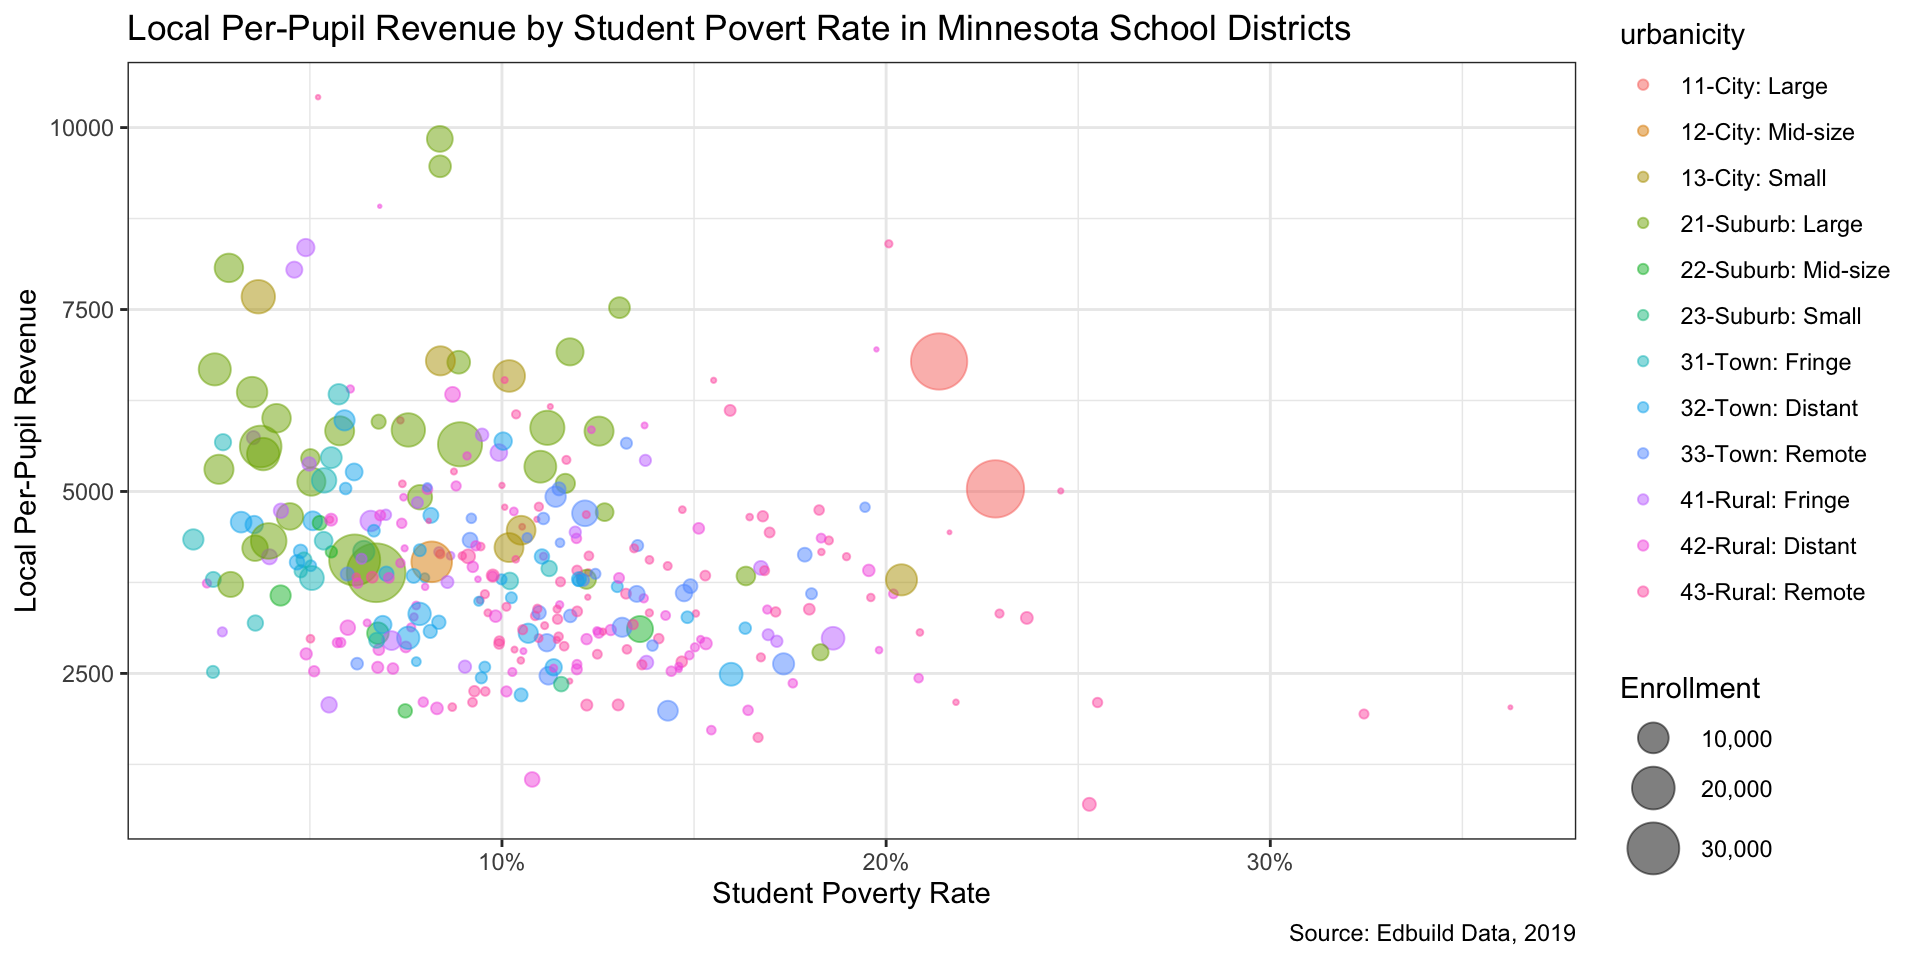 Local Per-Pupil Revenue by Student Povert Rate in Minnesota School Districts
Local Per-Pupil Revenue
10000
7500
5000
2500
10%
20%
30%
Student Poverty Rate
Source: Edbuild Data, 2019
urbanicity
11-City: Large
12-City: Mid-size
13-City: Small
21-Suburb: Large
22-Suburb: Mid-size
23-Suburb: Small
31-Town: Fringe
32-Town: Distant
33-Town: Remote
41-Rural: Fringe
42-Rural: Distant
43-Rural: Remote
Enrollment
10,000
20,000
30,000